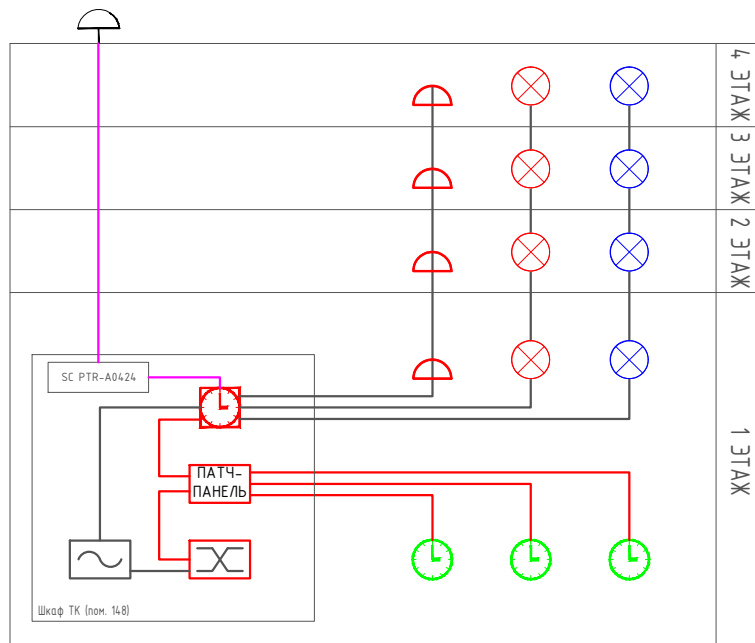 4 ЭТАЖ
3 ЭТАЖ
2 ЭТАЖ
1 ЭТАЖ
SC PTR-A0424
ПАТЧ-
ПАНЕЛЬ
Шкаф ТК (пом. 148)